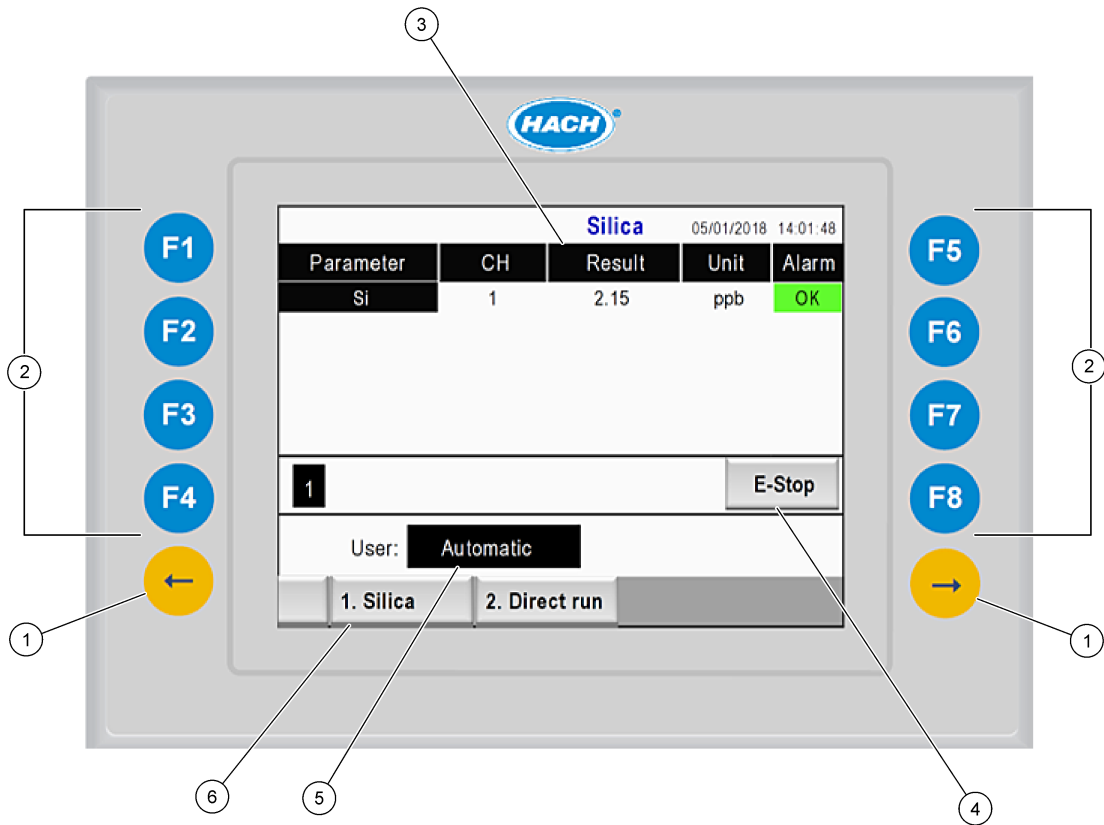 3
HACH®
F1
F2
F3
F4
←
2
1
Silica 05/01/2018 14:01:48
Parameter CH Result Unit Alarm
Si 1 2.15 ppb OK
1 E-Stop
User: Automatic
1. Silica 2. Direct run
F5
F6
F7
F8
→
2
1
6
5
4